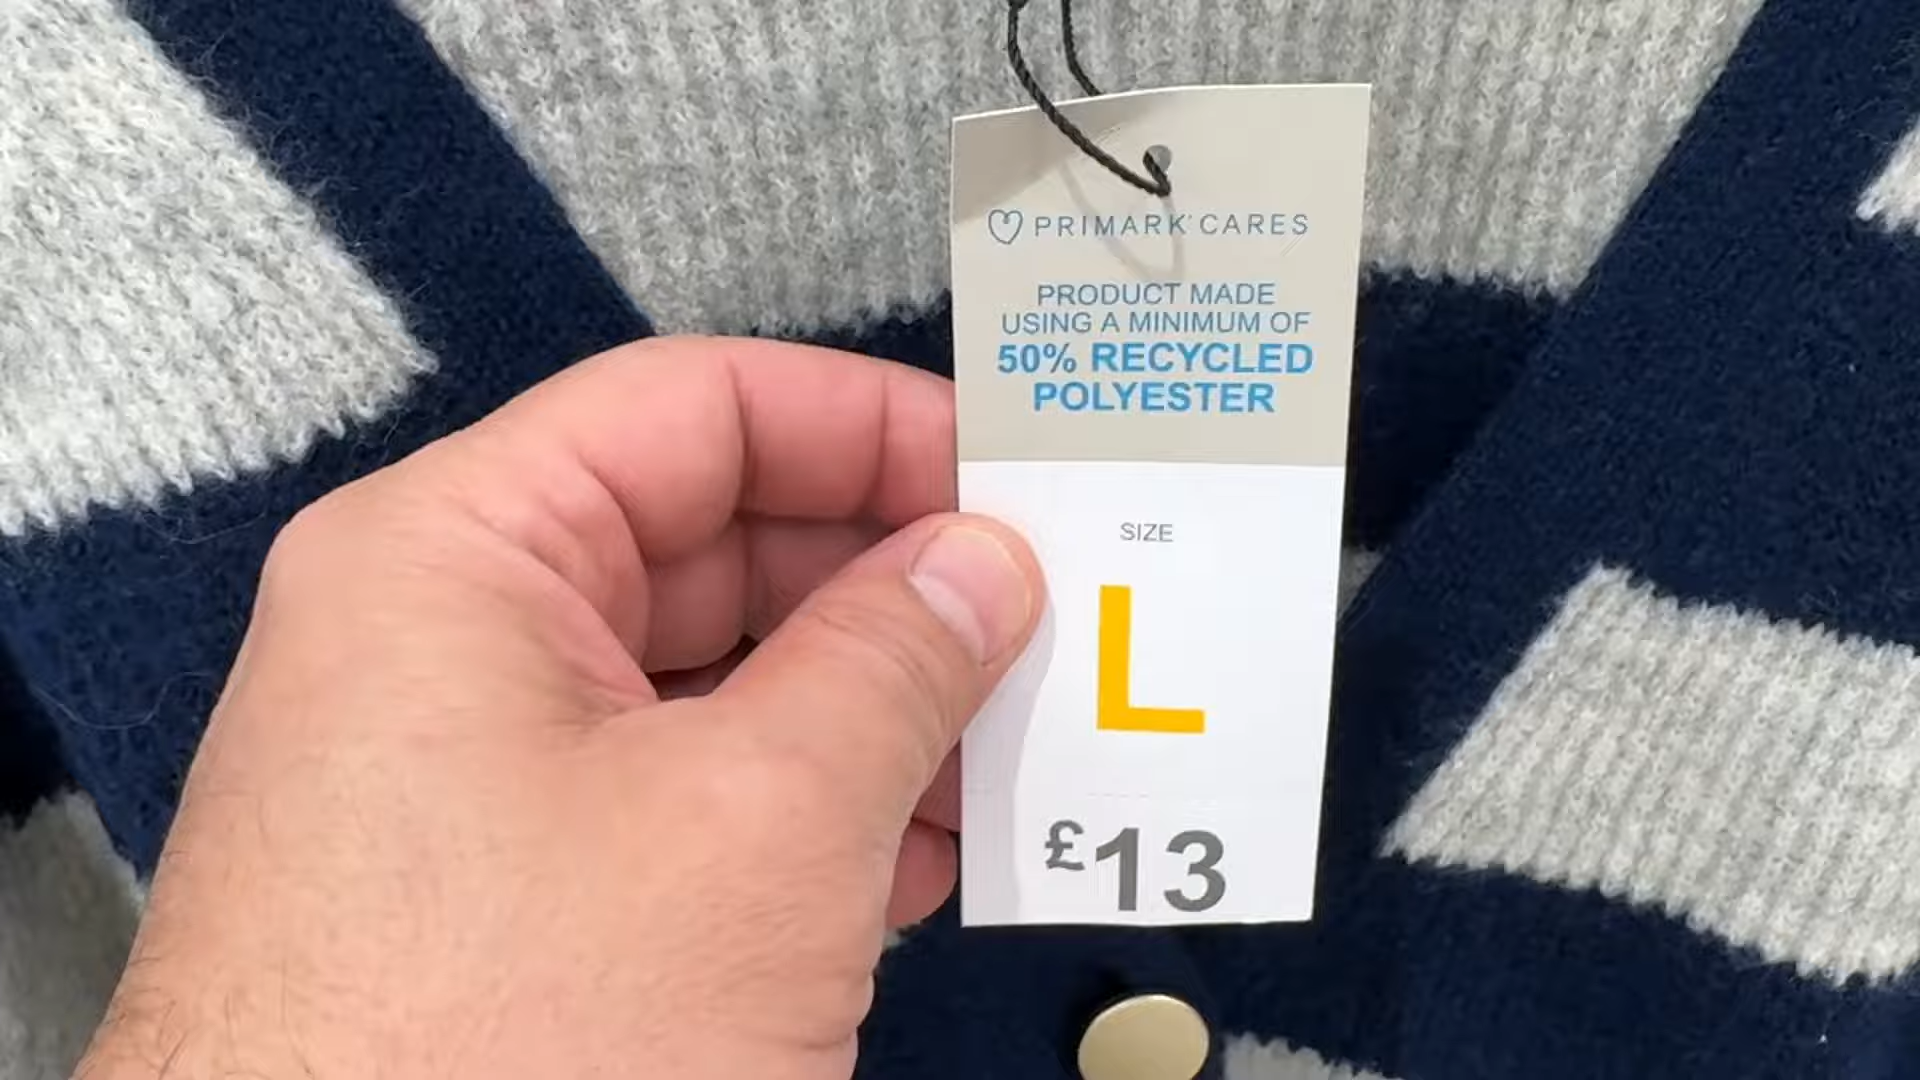 PRIMARK CARES
PRODUCT MADE
USING A MINIMUM OF
50% RECYCLED
POLYESTER
SIZE
L
£13